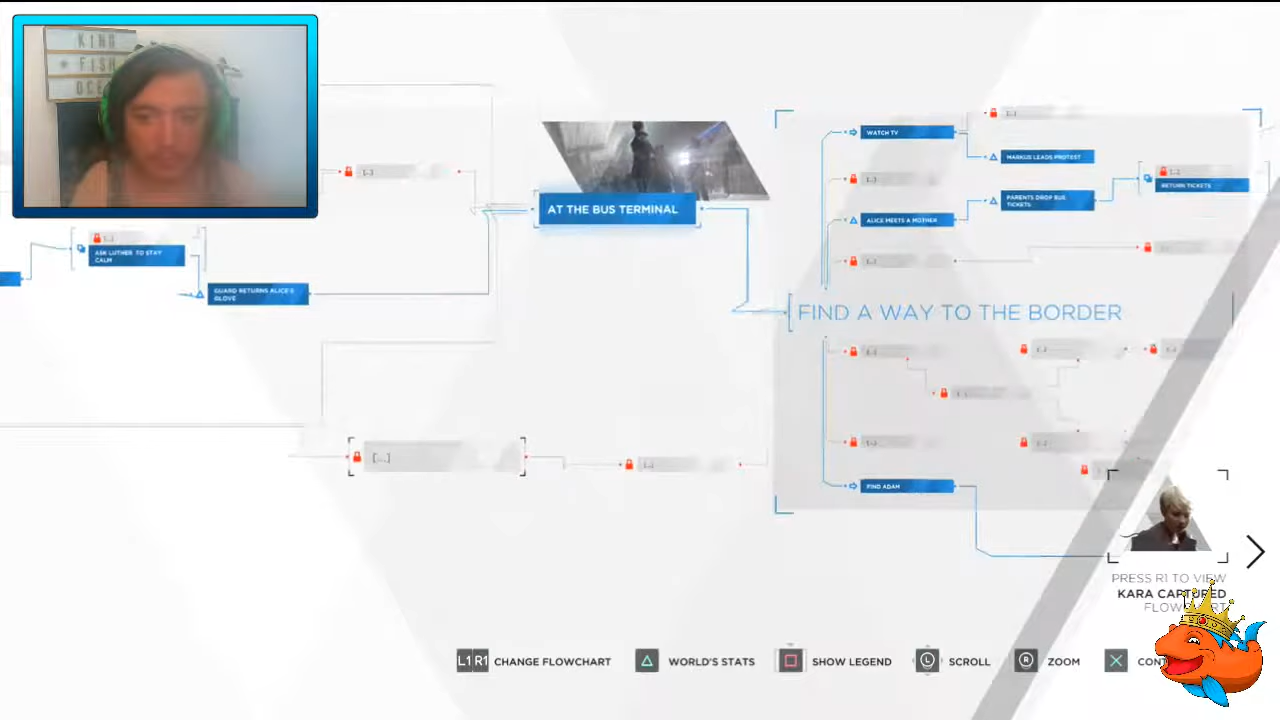 KING
FISH
OCE
AT THE BUS TERMINAL
WATCH TV
[...]
MARKUS LEADS PROTEST
[...]
[...]
[...]
RETURN TICKETS
PARENTS DROP BUS
TICKETS
ALICE MEETS A MOTHER
[...]
[...]
ASK LUTHER TO STAY
CALM
[...]
GUARD RETURNS ALICE'S
GLOVE
FIND A WAY TO THE BORDER
[...]
[...]
[...]
[...]
[...]
[...]
[...]
[...]
FIND ADAM
PRESS R1 TO VIEW
KARA CAPTURED
L1 R1 CHANGE FLOWCHART
WORLD'S STATS
SHOW LEGEND
L SCROLL
R ZOOM